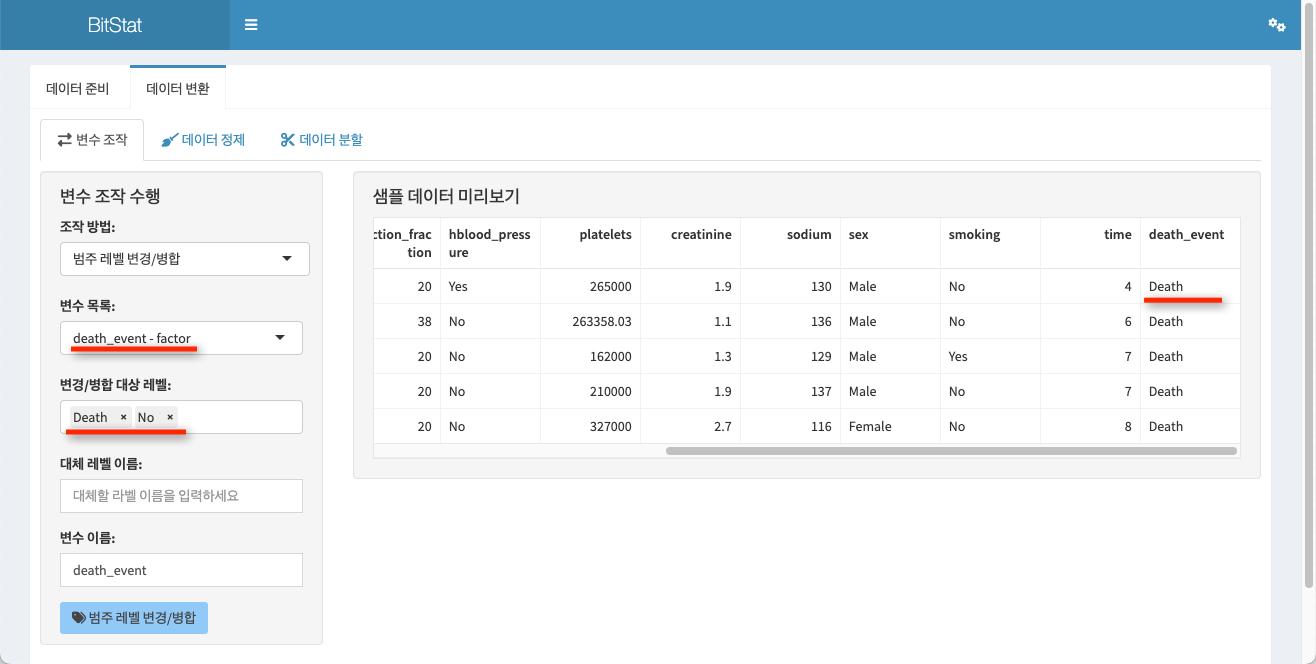 BitStat
데이터 준비
데이터 변환
변수 조작
데이터 정제
데이터 분할
변수 조작 수행
조작 방법:
범주 레벨 변경/병합
변수 목록:
death_event - factor
변경/병합 대상 레벨:
Death × No ×
대체 레벨 이름:
대체할 라벨 이름을 입력하세요
변수 이름:
death_event
범주 레벨 변경/병합
샘플 데이터 미리보기
ction_frac hblood_press platelets creatinine sodium sex smoking time death_event
tion ure
20 Yes 265000 1.9 130 Male No 4 Death
38 No 263358.03 1.1 136 Male No 6 Death
20 No 162000 1.3 129 Male Yes 7 Death
20 No 210000 1.9 137 Male No 7 Death
20 No 327000 2.7 116 Female No 8 Death